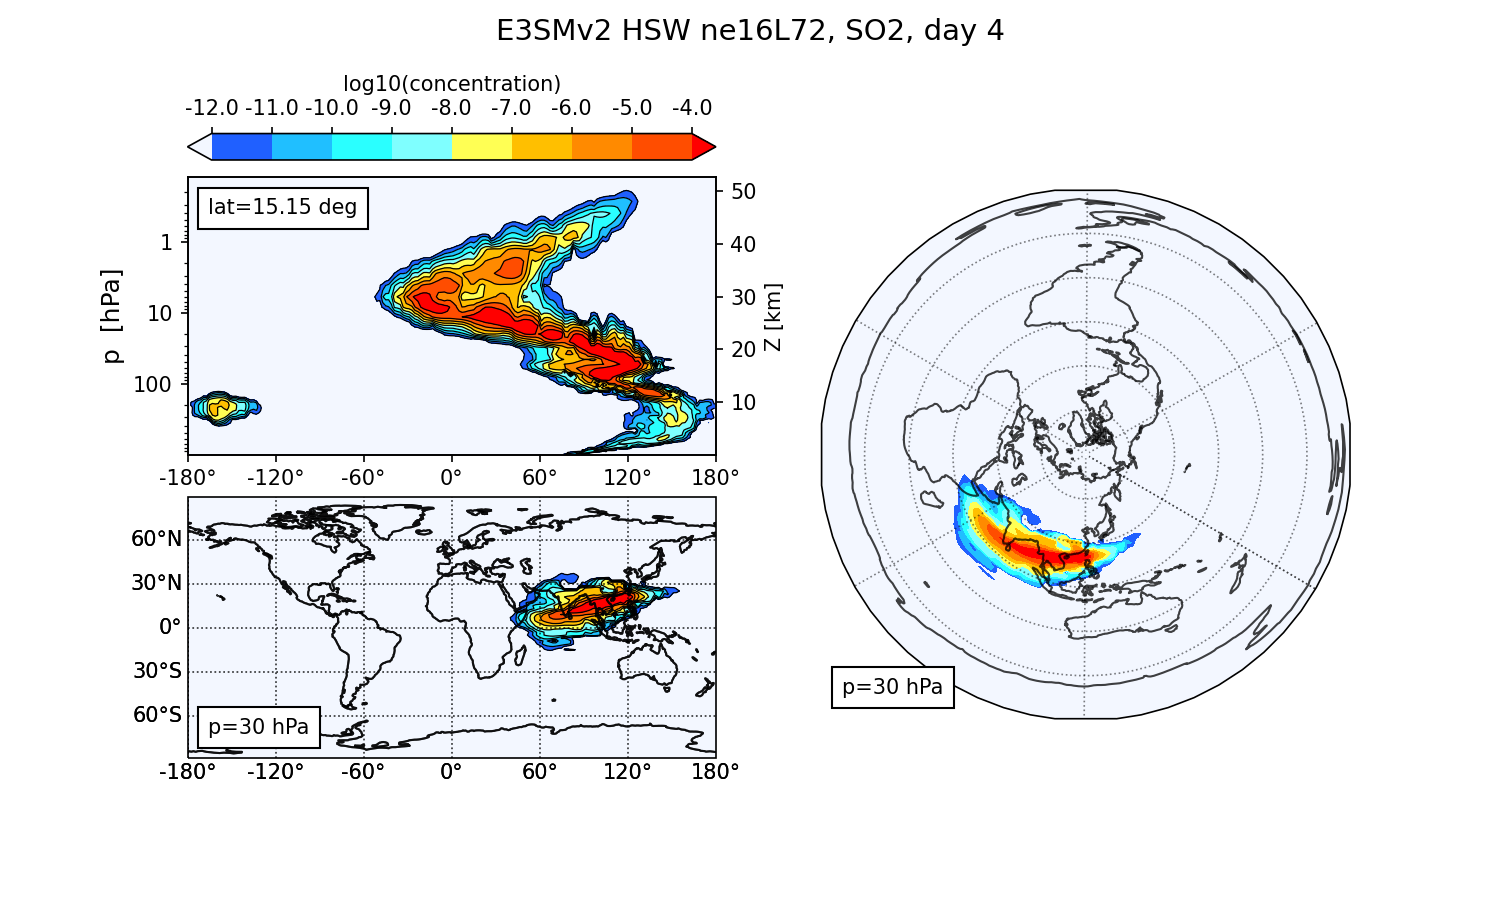 E3SMv2 HSW ne16L72, SO2, day 4
log10(concentration)
-12.0 -11.0 -10.0 -9.0 -8.0 -7.0 -6.0 -5.0 -4.0
lat=15.15 deg
p [hPa]
1
10
100
50
40
30
20
10
Z [km]
-180° -120° -60° 0° 60° 120° 180°
60°N
30°N
0°
30°S
60°S
p=30 hPa
-180° -120° -60° 0° 60° 120° 180°
p=30 hPa